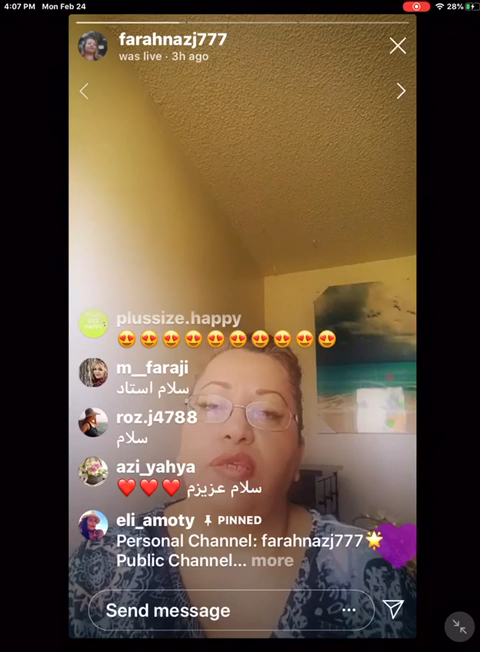 4:07 PM Mon Feb 24
28%
farahnazj777
was live · 3h ago
plussize.happy
😍😍😍😍😍😍😍😍😍😍
m__faraji
سلام استاد
roz.j4788
سلام
azi_yahya
سلام عزیزم ❤️❤️❤️
eli_amoty PINNED
Personal Channel: farahnazj777🌟
Public Channel... more
Send message